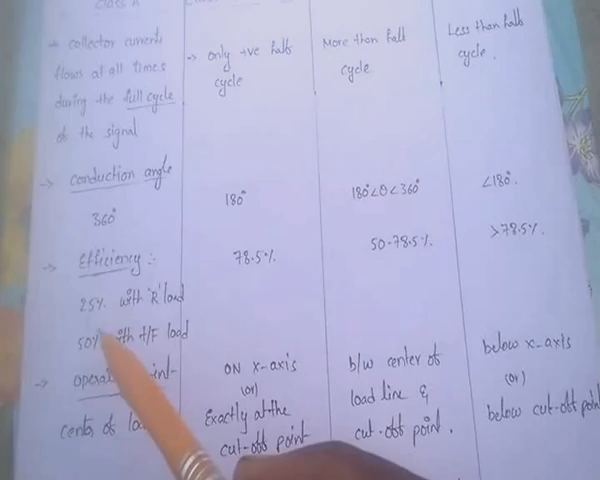 class A
→ collector current
flows at all times
during the full cycle
of the signal
→ conduction angle
360°
→ Efficiency :-
25% with 'R' load
50% with t/F load
→
center of
→ only +ve half
cycle
180°
78.5%
ON x-axis
(or)
Exactly at the
cut-off point
More than half
cycle
180°<θ<360°
50-78.5%
b/w center of
load line &
cut-off point.
Less than half
cycle.
<180°.
>78.5%.
below x-axis
(or)
below cut-off point